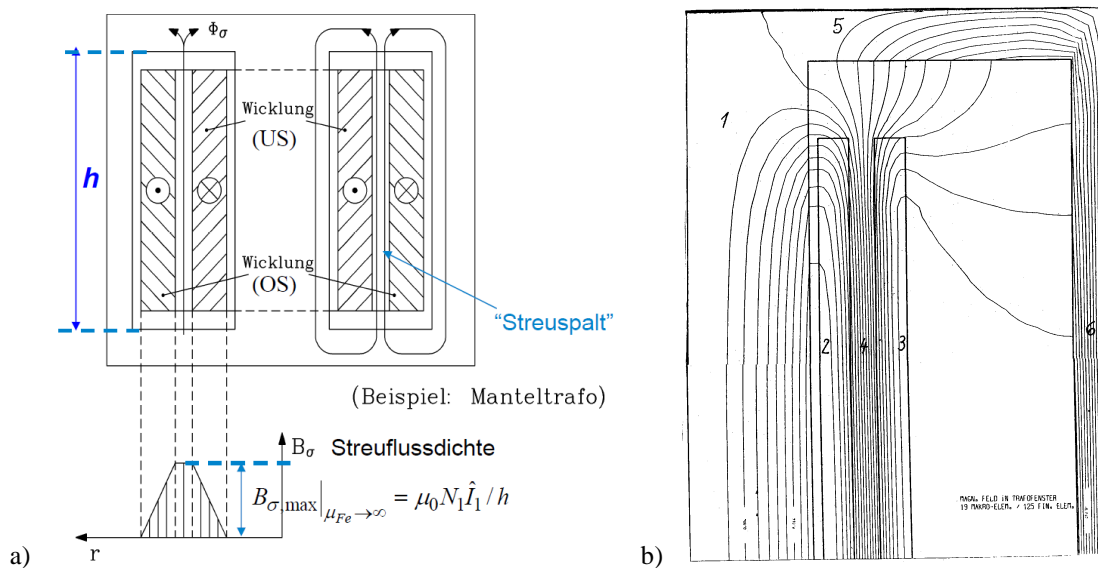 Φσ
Wicklung
(US)
h
Wicklung
(OS)
“Streuspalt”
(Beispiel: Manteltrafo)
Bσ Streuflussdichte
Bσ,max|μFe→∞ = μ0N1Î1/h
r
a)
5
1
2
4
3
6
MAGN. FELD IN TRAFOFENSTER
19 MAKRO-ELEM. / 125 FIN. ELEM.
b)